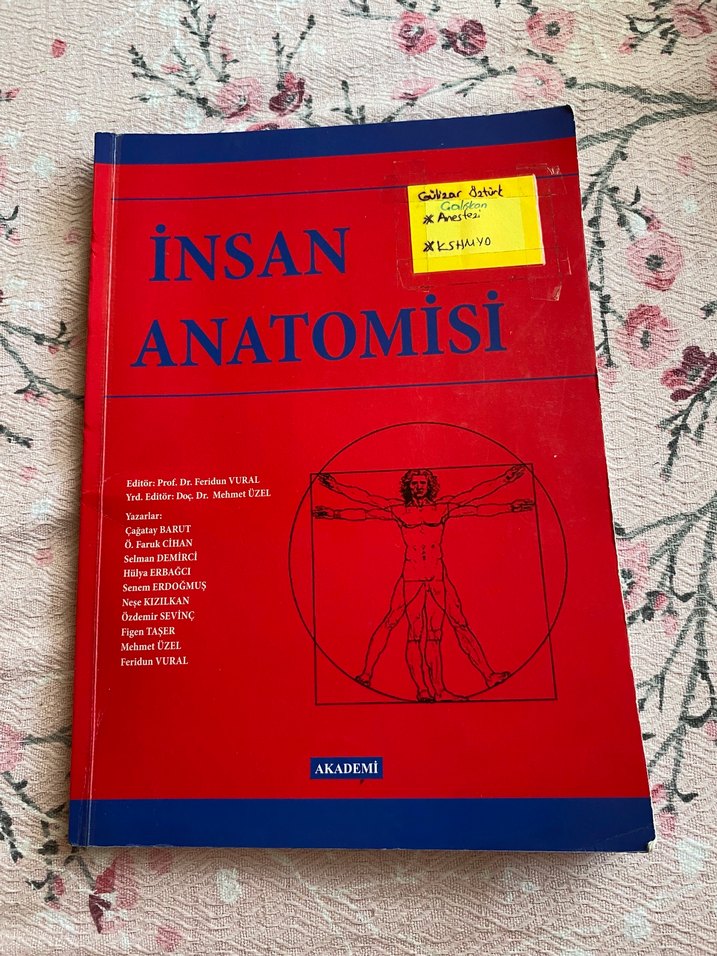 Gülizar Öztürk
Çalışkan
* Anestezi
* KSHMYO
İNSAN
ANATOMİSİ
Editör: Prof. Dr. Feridun VURAL
Yrd. Editör: Doç. Dr. Mehmet ÜZEL
Yazarlar:
Çağatay BARUT
Ö. Faruk CİHAN
Selman DEMİRCİ
Hülya ERBAĞCI
Senem ERDOĞMUŞ
Neşe KIZILKAN
Özdemir SEVİNÇ
Figen TAŞER
Mehmet ÜZEL
Feridun VURAL
AKADEMİ